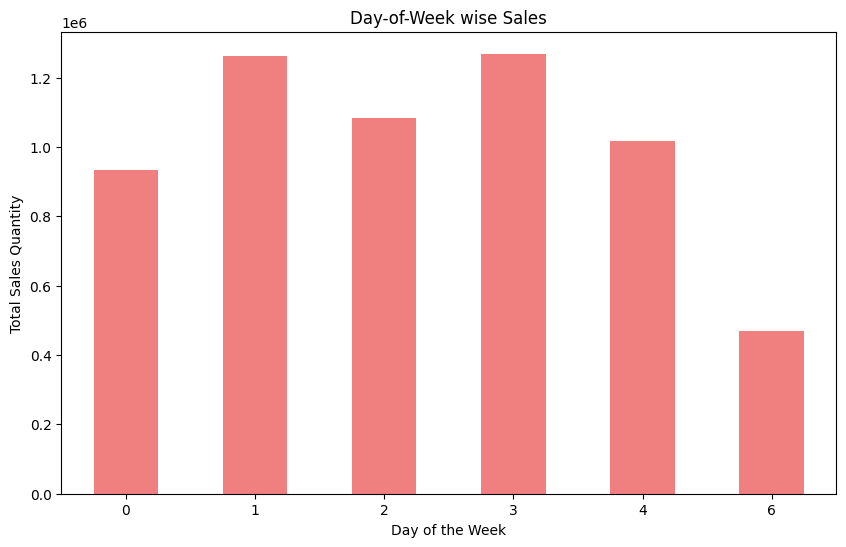 Day-of-Week wise Sales
1e6
Total Sales Quantity
1.2
1.0
0.8
0.6
0.4
0.2
0.0
0 1 2 3 4 6
Day of the Week